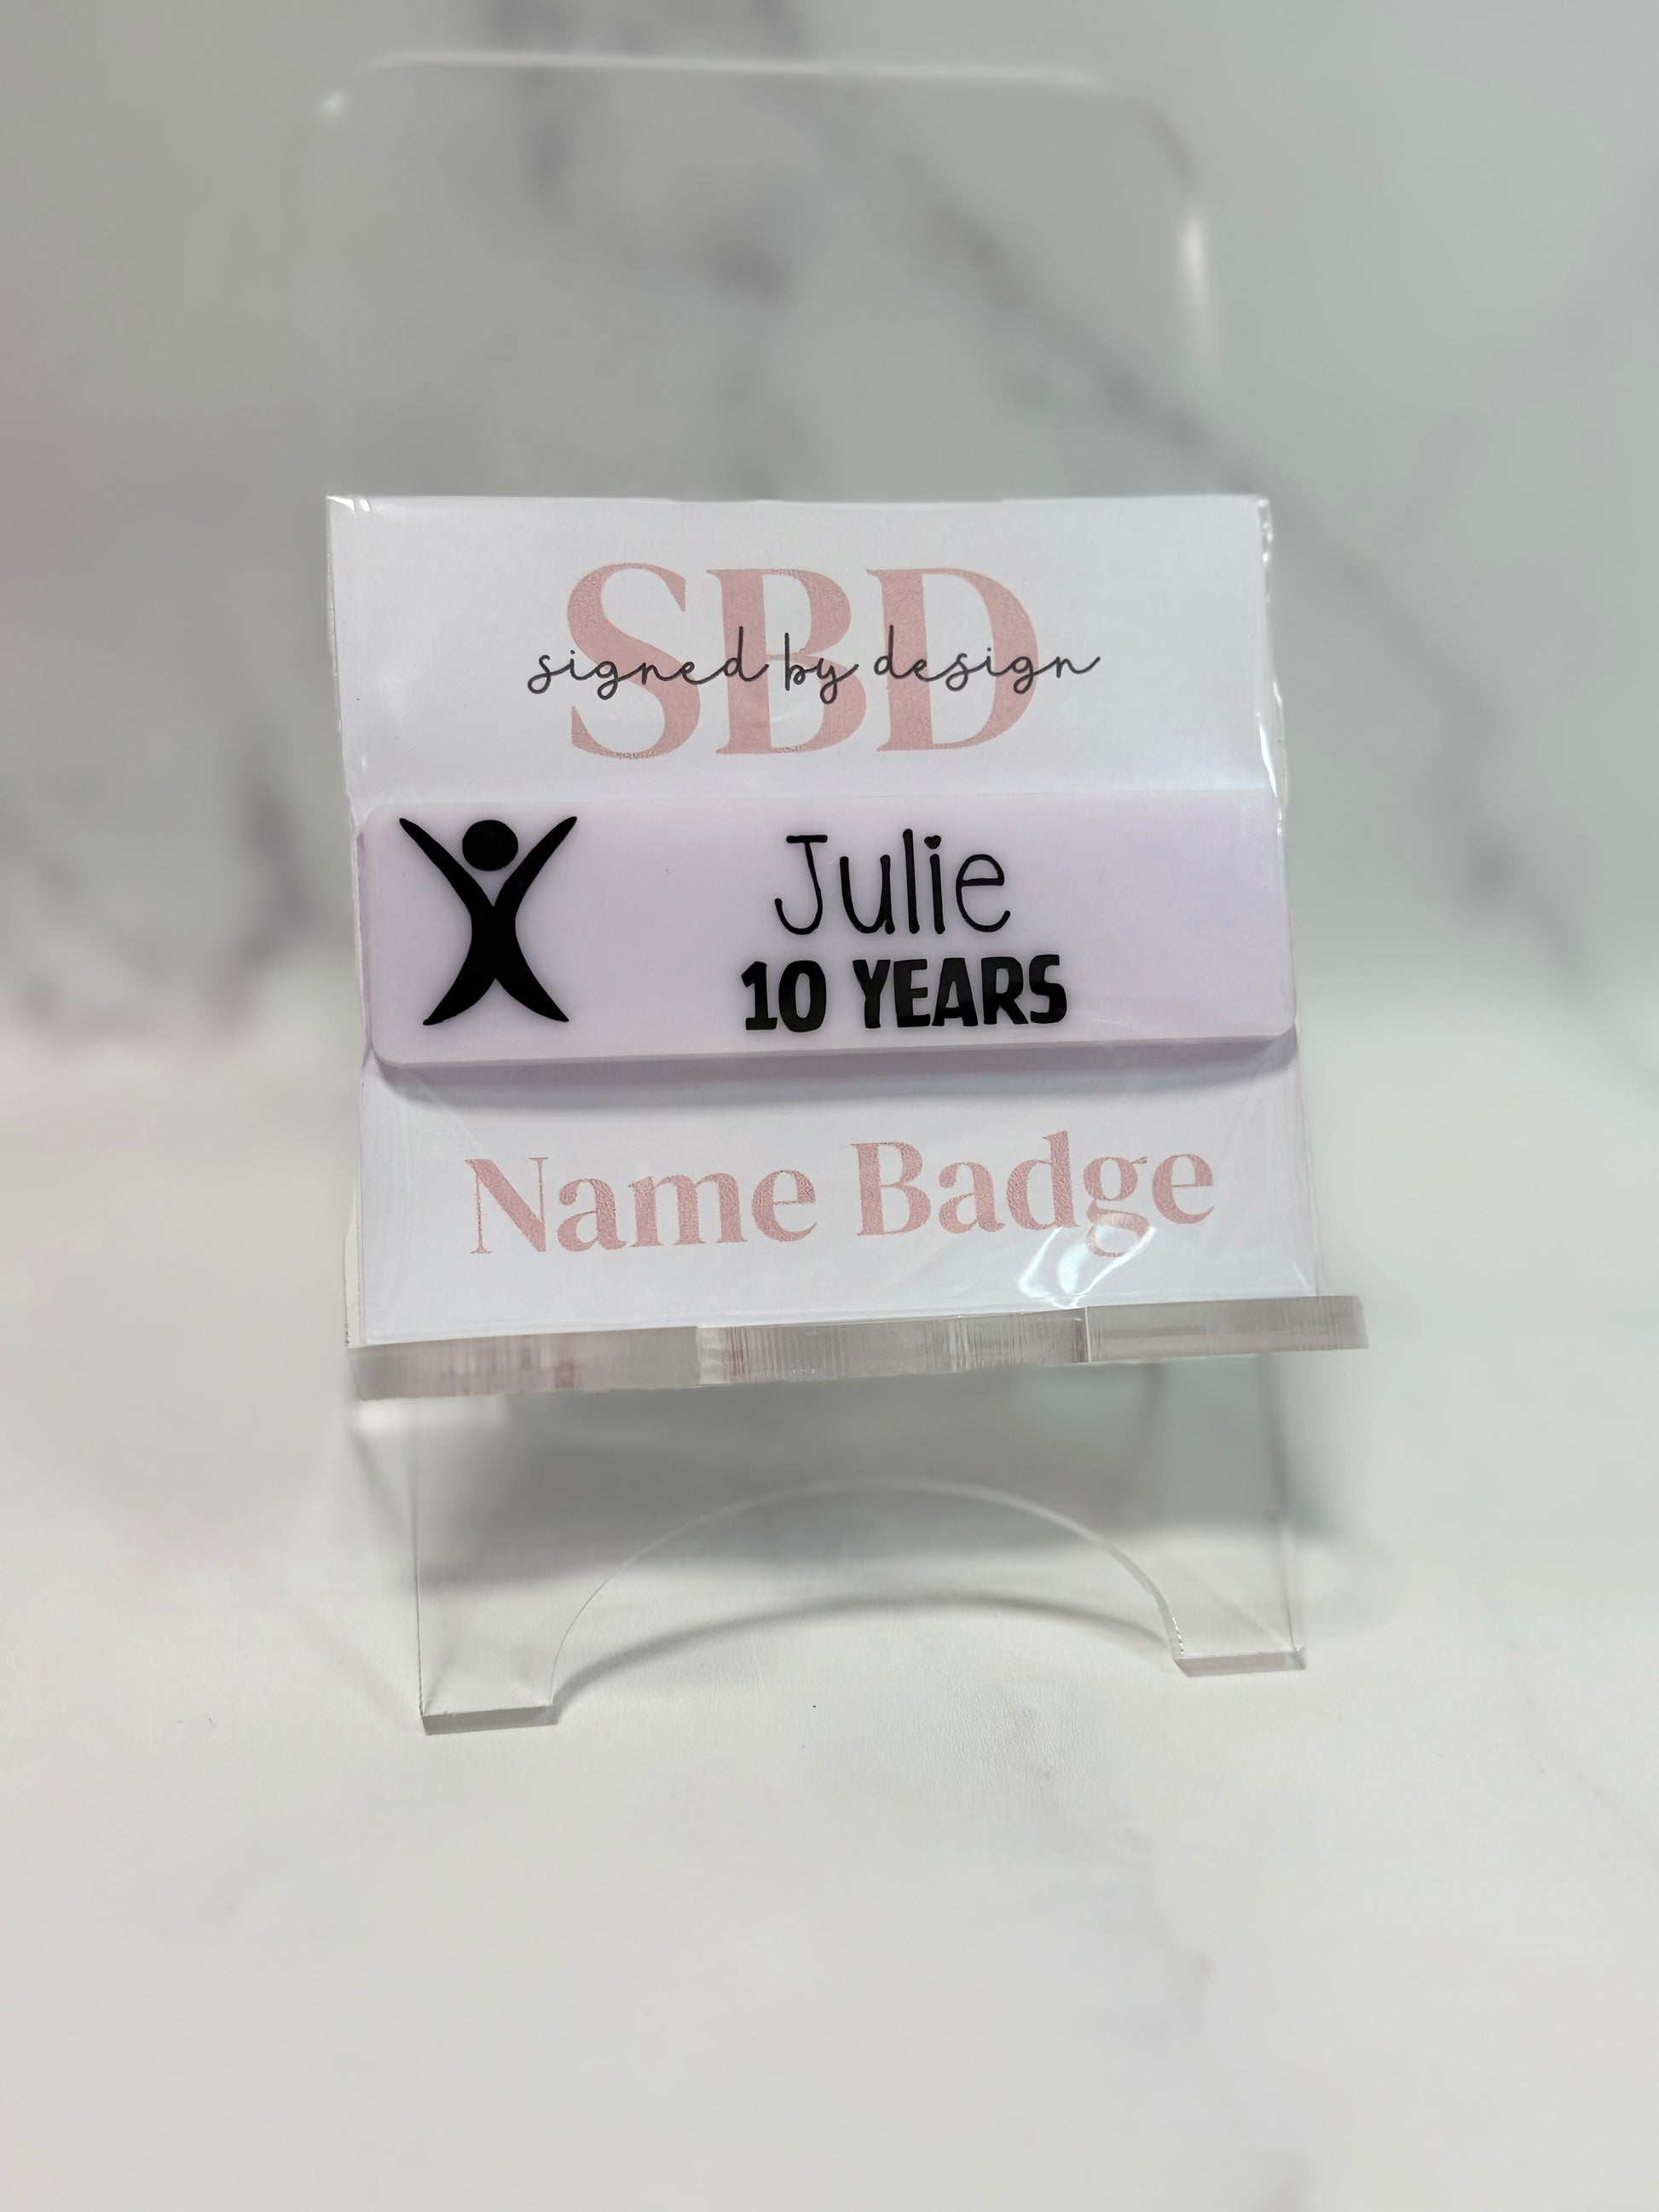 SBD
signed by design
Julie
10 YEARS
Name Badge